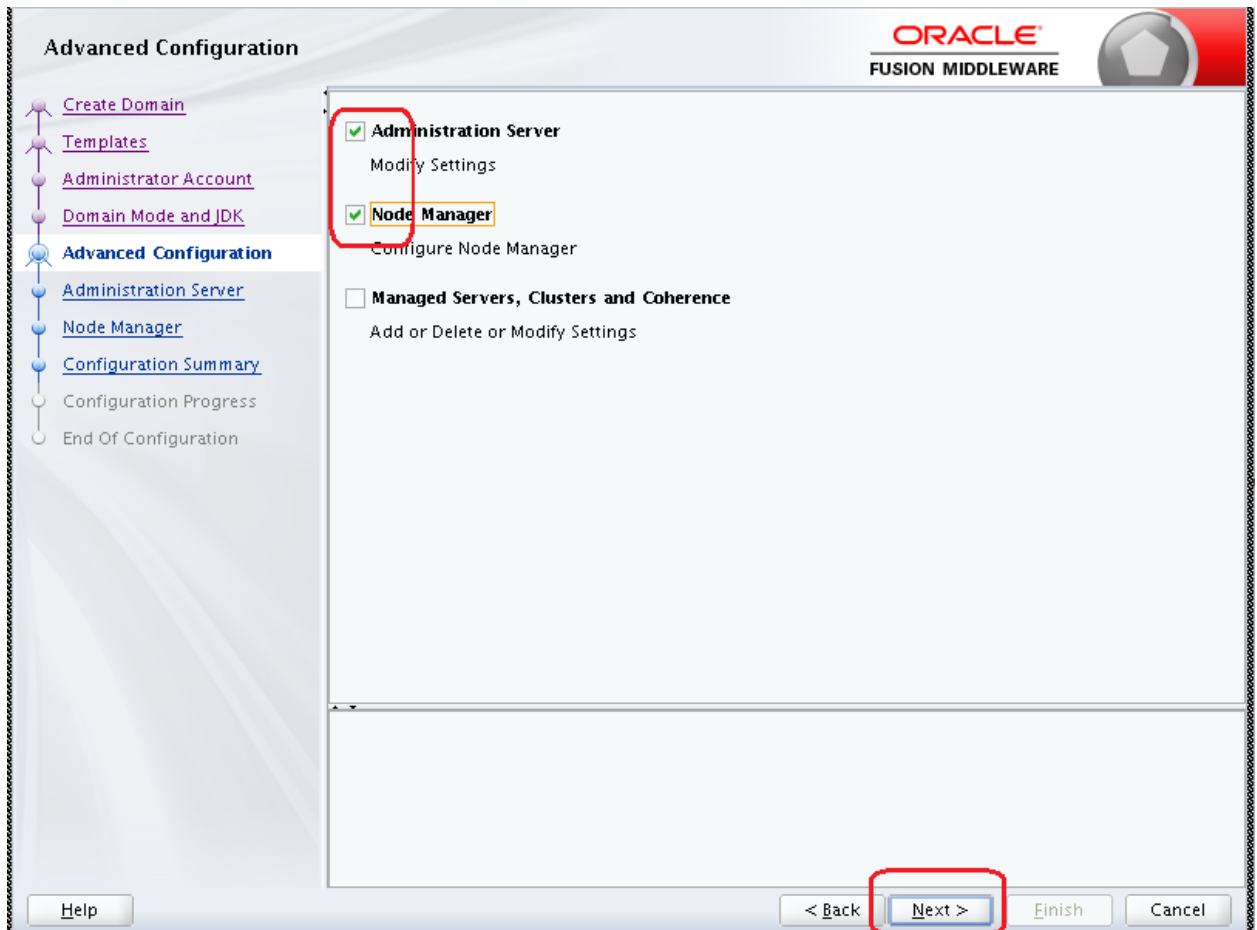 Advanced Configuration
ORACLE
FUSION MIDDLEWARE
Create Domain
Templates
Administrator Account
Domain Mode and JDK
Advanced Configuration
Administration Server
Node Manager
Configuration Summary
Configuration Progress
End Of Configuration
Administration Server
Modify Settings
Node Manager
Configure Node Manager
Managed Servers, Clusters and Coherence
Add or Delete or Modify Settings
Help
< Back
Next >
Finish
Cancel